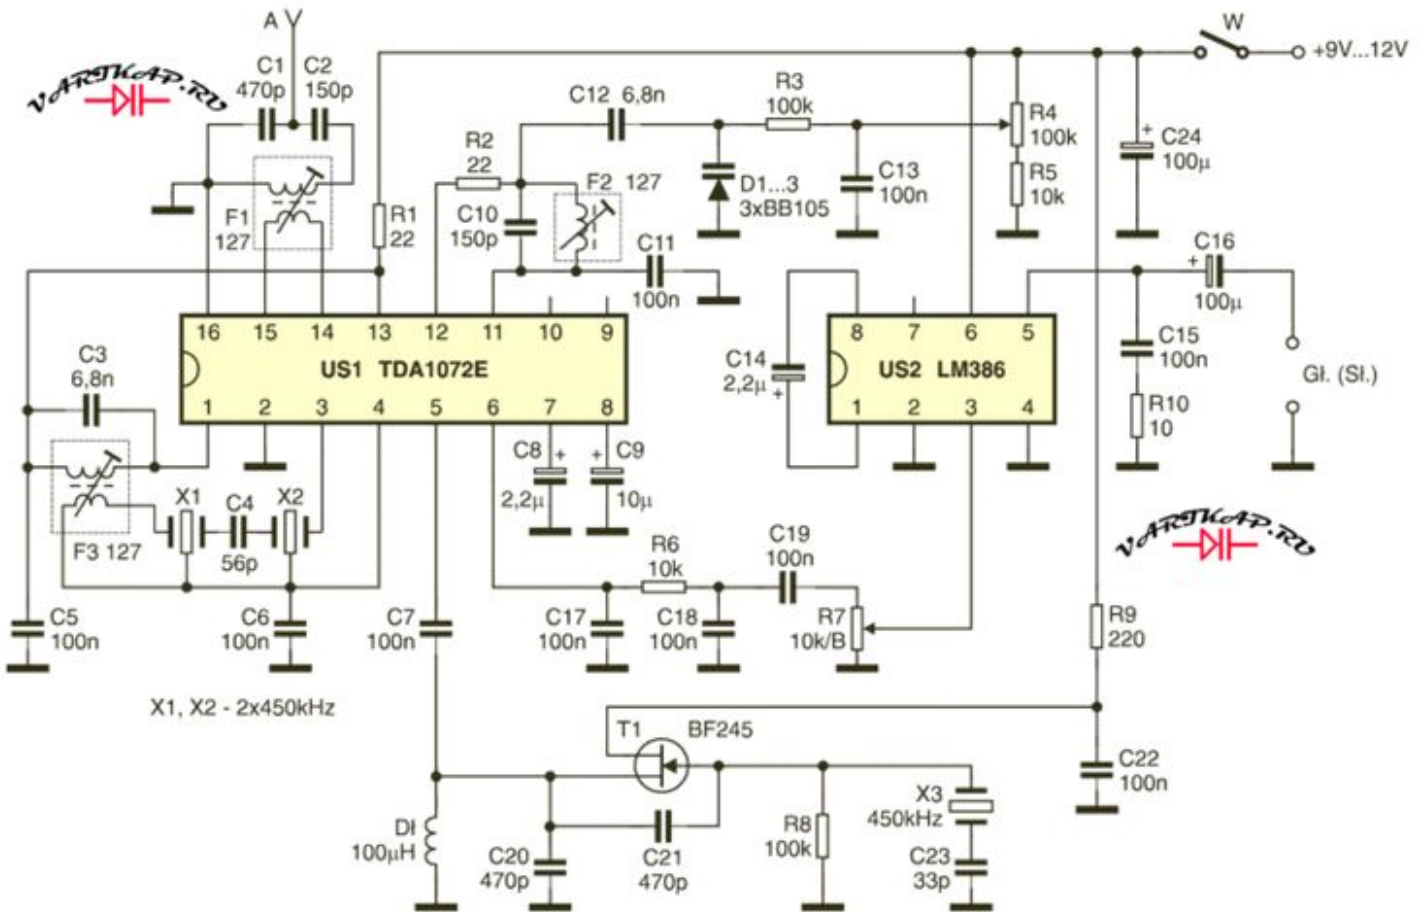 A
W
+9V...12V
VARIKAP.RU
C1
470p
C2
150p
C12 6,8n
R3
100k
R4
100k
C24
100µ
+
R2
22
F2 127
D1...3
3xBB105
C13
100n
R5
10k
F1
127
R1
22
C10
150p
C11
100n
C16
100µ
+
16 15 14 13 12 11 10 9
8 7 6 5
C3
6,8n
US1 TDA1072E
C14
2,2µ
+
US2 LM386
C15
100n
Gł. (Sł.)
1 2 3 4 5 6 7 8
1 2 3 4
R10
10
C8
2,2µ
+
C9
10µ
+
X1
C4
56p
X2
F3 127
VARIKAP.RU
R6
10k
C19
100n
C5
100n
C6
100n
C7
100n
C17
100n
C18
100n
R7
10k/B
R9
220
X1, X2 - 2x450kHz
T1
BF245
C22
100n
X3
450kHz
Dł
100µH
C20
470p
C21
470p
R8
100k
C23
33p